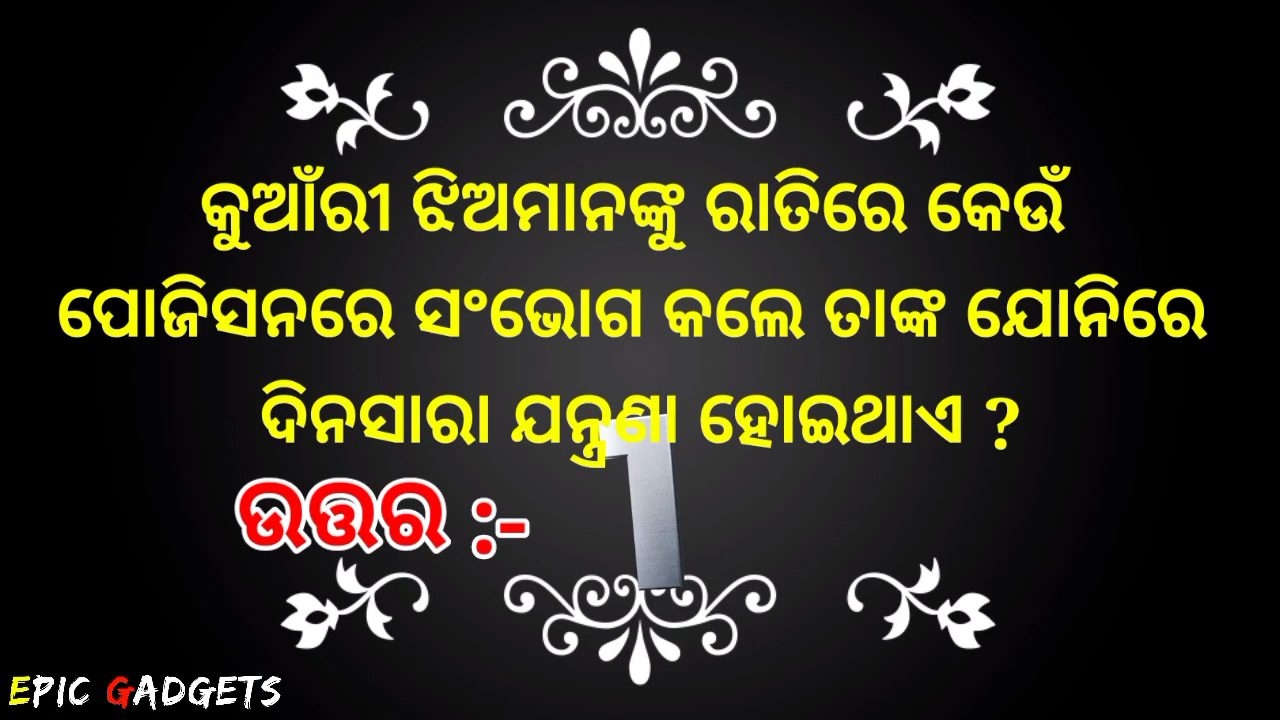 କୁଆଁରୀ ଝିଅମାନଙ୍କୁ ରାତିରେ କେଉଁ
ପୋଜିସନରେ ସଂଭୋଗ କଲେ ତାଙ୍କ ଯୋନିରେ
ଦିନସାରା ଯନ୍ତ୍ରଣା ହୋଇଥାଏ ?
ଉତ୍ତର :-
1
EPIC GADGETS